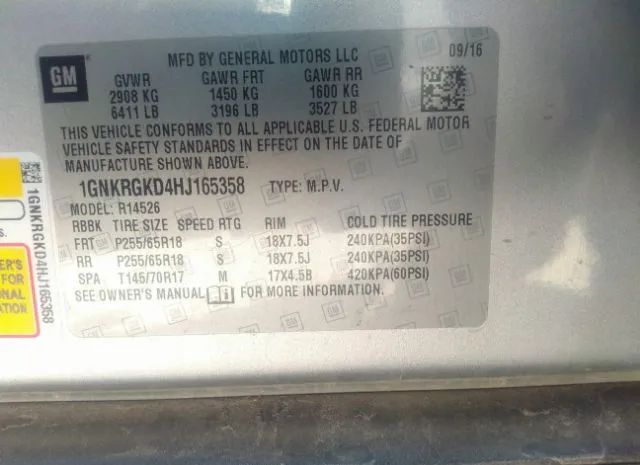 GM
MFD BY GENERAL MOTORS LLC
09/16
GVWR GAWR FRT GAWR RR
2908 KG 1450 KG 1600 KG
6411 LB 3196 LB 3527 LB
THIS VEHICLE CONFORMS TO ALL APPLICABLE U.S. FEDERAL MOTOR
VEHICLE SAFETY STANDARDS IN EFFECT ON THE DATE OF
MANUFACTURE SHOWN ABOVE.
1GNKRGKD4HJ165358 TYPE: M.P.V.
MODEL: R14526
RBBK TIRE SIZE SPEED RTG RIM COLD TIRE PRESSURE
FRT P255/65R18 S 18X7.5J 240KPA(35PSI)
RR P255/65R18 S 18X7.5J 240KPA(35PSI)
SPA T145/70R17 M 17X4.5B 420KPA(60PSI)
SEE OWNER'S MANUAL FOR MORE INFORMATION.
1GNKRGKD4HJ165358
S.
ER'S
R
ONAL
ATION